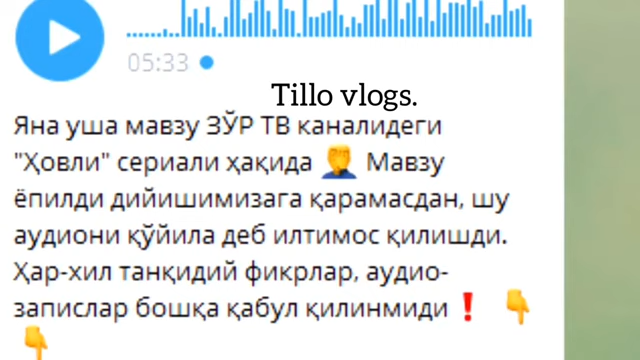 05:33
Tillo vlogs.
Яна уша мавзу ЗЎР ТВ каналидеги
"Ҳовли" сериали ҳақида 🤦‍♂️ Мавзу
ёпилди дийишимизага қарамасдан, шу
аудиони қўйила деб илтимос қилишди.
Ҳар-хил танқидий фикрлар, аудио-
запислар бошқа қабул қилинмиди❗ 👇
👇